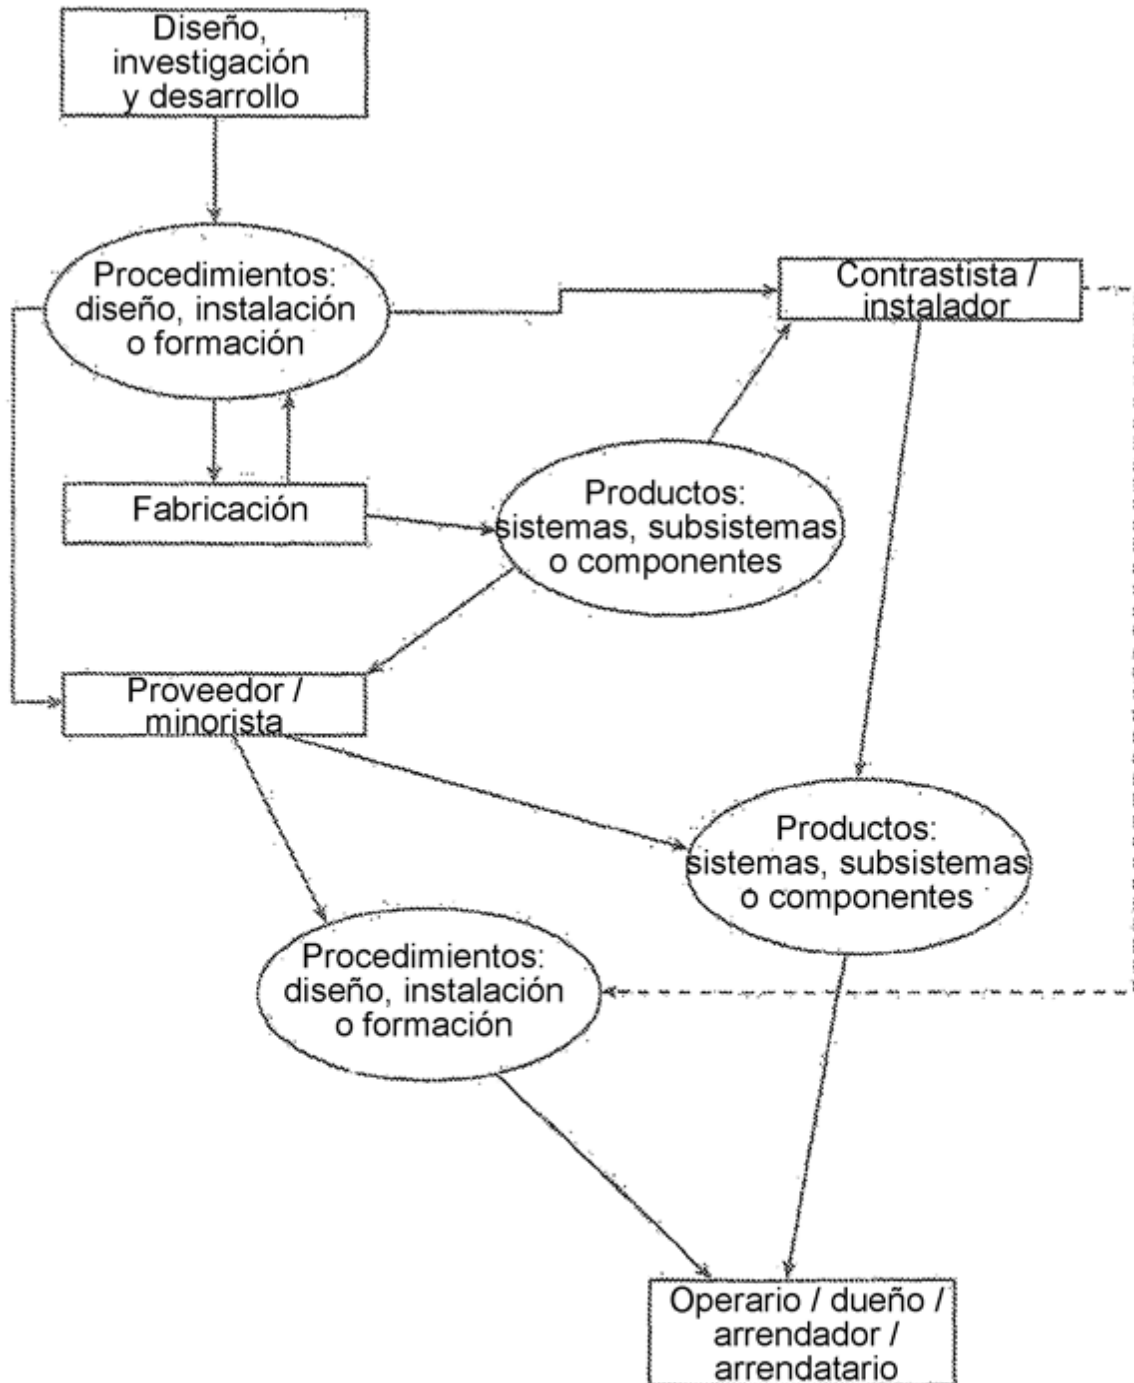 Diseño,
investigación
y desarrollo
Procedimientos:
diseño, instalación
o formación
Contrastista /
instalador
Fabricación
Productos:
sistemas, subsistemas
o componentes
Proveedor /
minorista
Productos:
sistemas, subsistemas
o componentes
Procedimientos:
diseño, instalación
o formación
Operario / dueño /
arrendador /
arrendatario